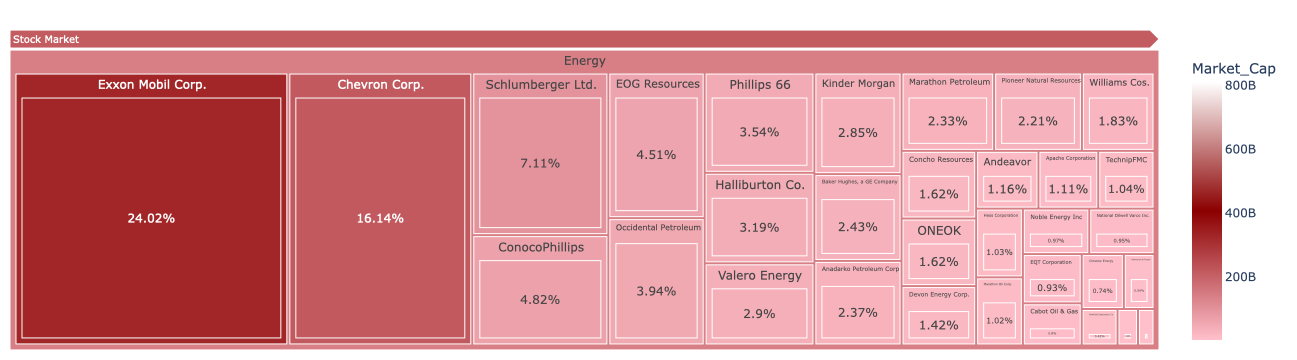 Stock Market
Energy
Exxon Mobil Corp.
24.02%
Chevron Corp.
16.14%
Schlumberger Ltd.
7.11%
ConocoPhillips
4.82%
EOG Resources
4.51%
Occidental Petroleum
3.94%
Phillips 66
3.54%
Halliburton Co.
3.19%
Valero Energy
2.9%
Kinder Morgan
2.85%
Baker Hughes, a GE Company
2.43%
Anadarko Petroleum Corp
2.37%
Marathon Petroleum
2.33%
Pioneer Natural Resources
2.21%
Williams Cos.
1.83%
Concho Resources
1.62%
ONEOK
1.62%
Devon Energy Corp.
1.42%
Andeavor
1.16%
Apache Corporation
1.11%
TechnipFMC
1.04%
Hess Corporation
1.03%
Marathon Oil Corp.
1.02%
Noble Energy Inc
0.97%
National Oilwell Varco Inc.
0.95%
EQT Corporation
0.93%
Cabot Oil & Gas
Cimarex Energy
0.74%
Market_Cap
800B
600B
400B
200B